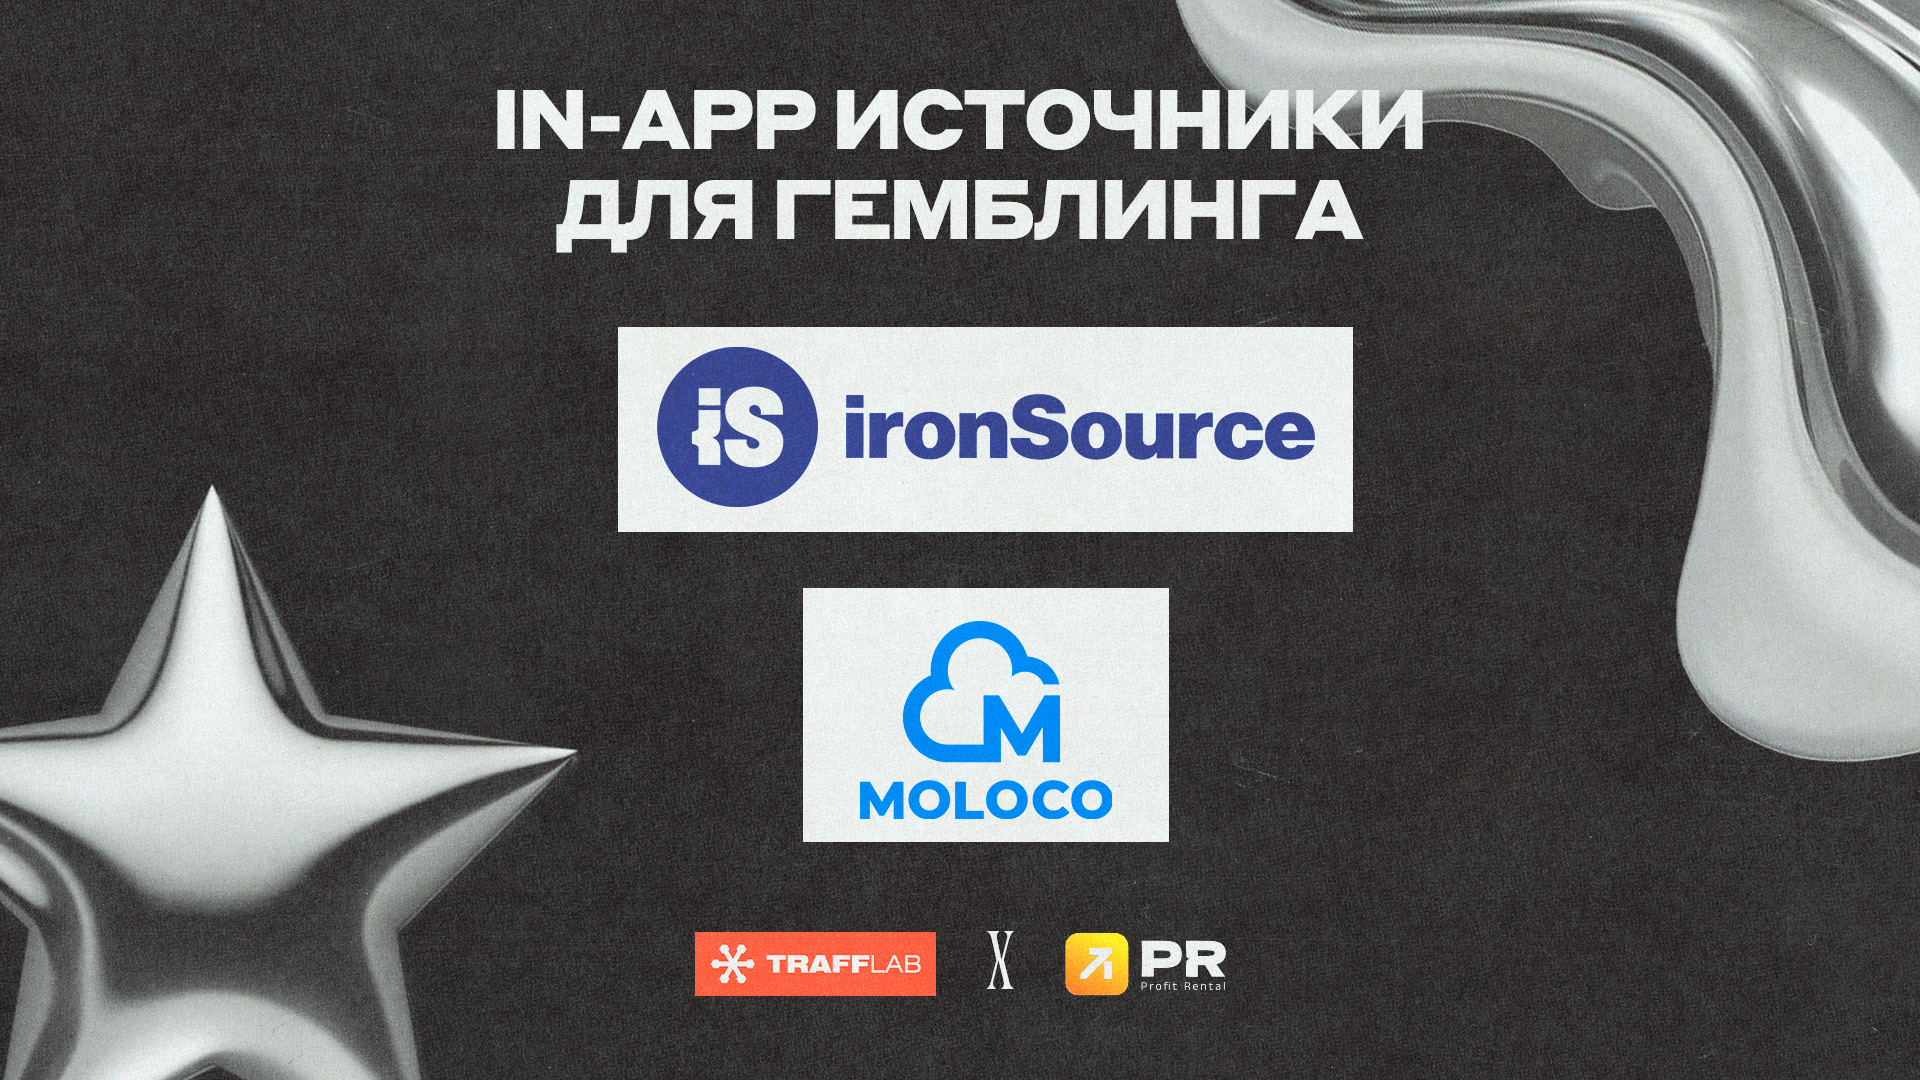 IN-APP ИСТОЧНИКИ
ДЛЯ ГЕМБЛИНГА
iS ironSource
M
MOLOCO
TRAFFLAB X PR
Profit Rental